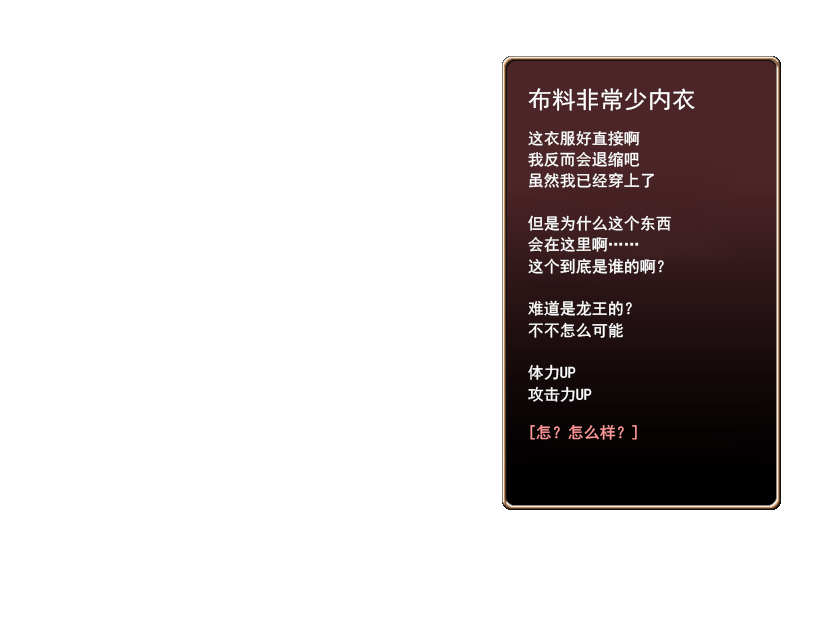 布料非常少内衣
这衣服好直接啊
我反而会退缩吧
虽然我已经穿上了
但是为什么这个东西
会在这里啊……
这个到底是谁的啊？
难道是龙王的？
不不怎么可能
体力UP
攻击力UP
[怎？怎么样？]